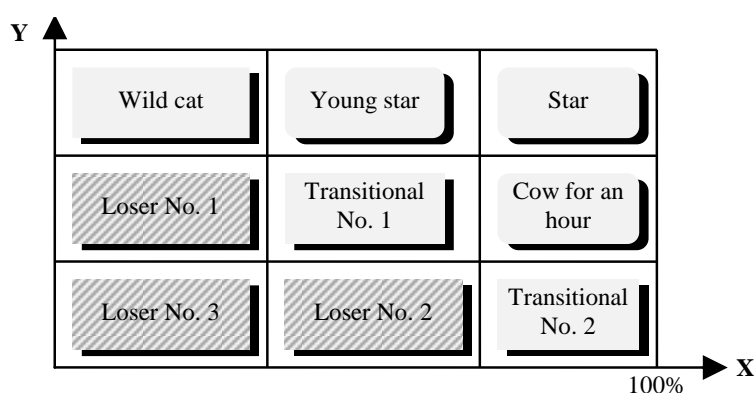 Y
Wild cat
Young star
Star
Loser No. 1
Transitional
No. 1
Cow for an
hour
Loser No. 3
Loser No. 2
Transitional
No. 2
X
100%